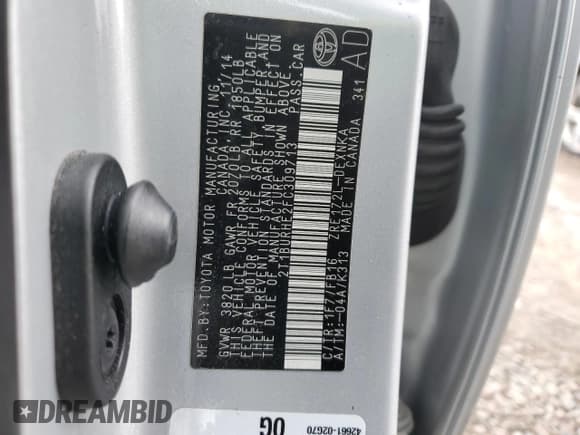 MFD.BY:TOYOTA MOTOR MANUFACTURING
CANADA, INC. 11/14
GVWR 3820LB GAWR FR 2070LB RR 1850LB
THIS VEHICLE CONFORMS TO ALL APPLICABLE
FEDERAL MOTOR VEHICLE SAFETY, BUMPER AND
THEFT PREVENTION STANDARDS IN EFFECT ON
THE DATE OF MANUFACTURE SHOWN ABOVE.
2T1BURHE2FC309713 PASS.CAR
C/TR:1F7/FB16 ZRE172L-DEXNKA
A/TM:-04A/K313 MADE IN CANADA 341
AD
42661-02G70
0G
DREAMBID